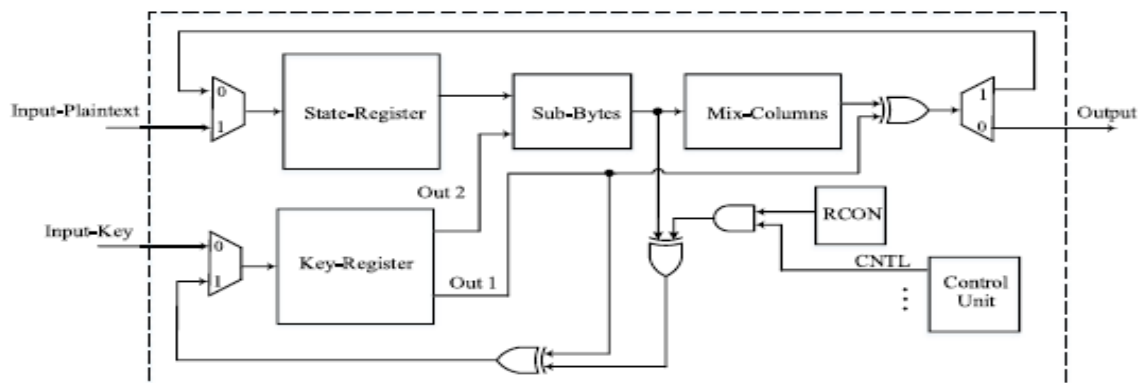 0
1
Input-Plaintext
State-Register
Sub-Bytes
Mix-Columns
1
0
Output
Out 2
Input-Key
0
1
Key-Register
Out 1
RCON
CNTL
Control
Unit